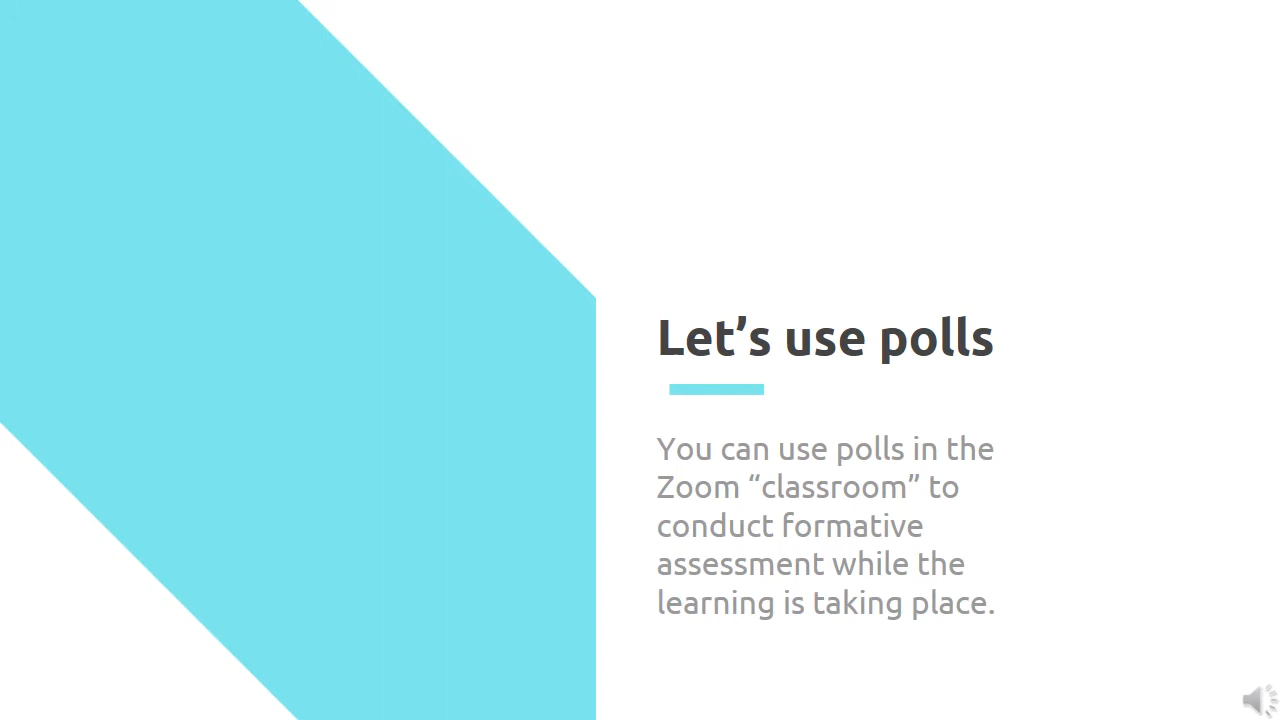 Let’s use polls
You can use polls in the
Zoom “classroom” to
conduct formative
assessment while the
learning is taking place.